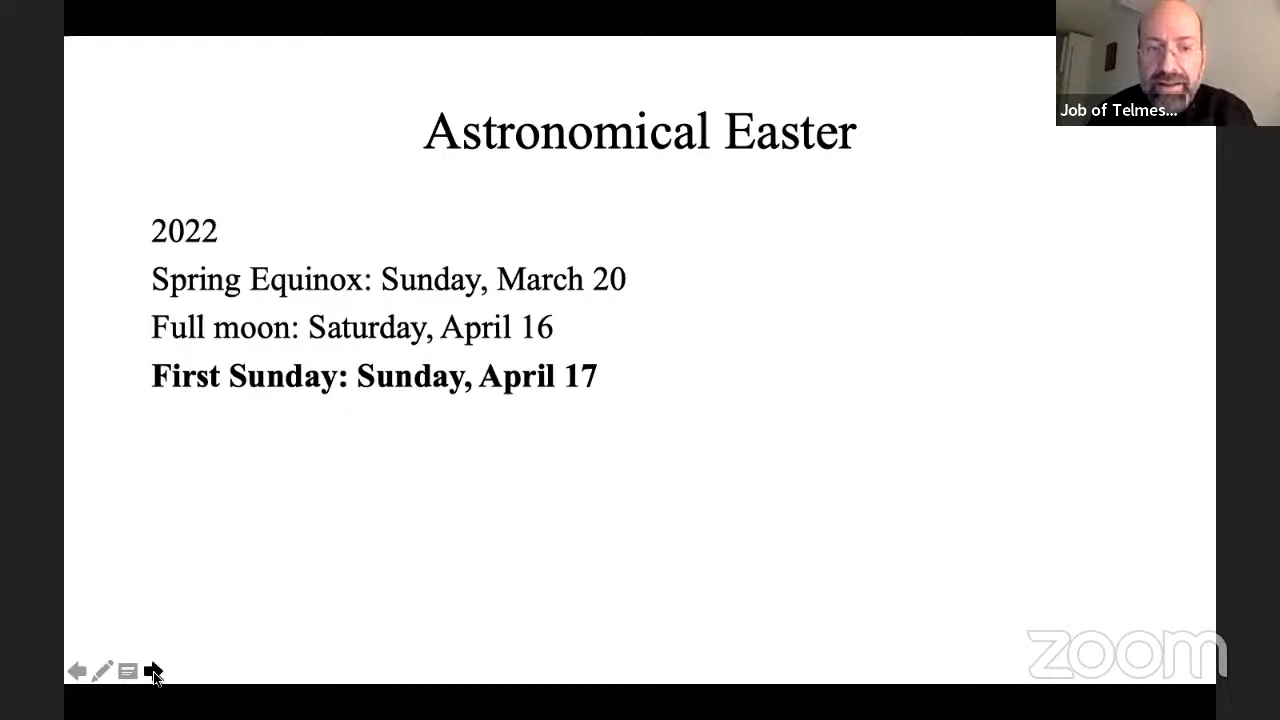 Job of Telmes...
Astronomical Easter
2022
Spring Equinox: Sunday, March 20
Full moon: Saturday, April 16
First Sunday: Sunday, April 17
zoom